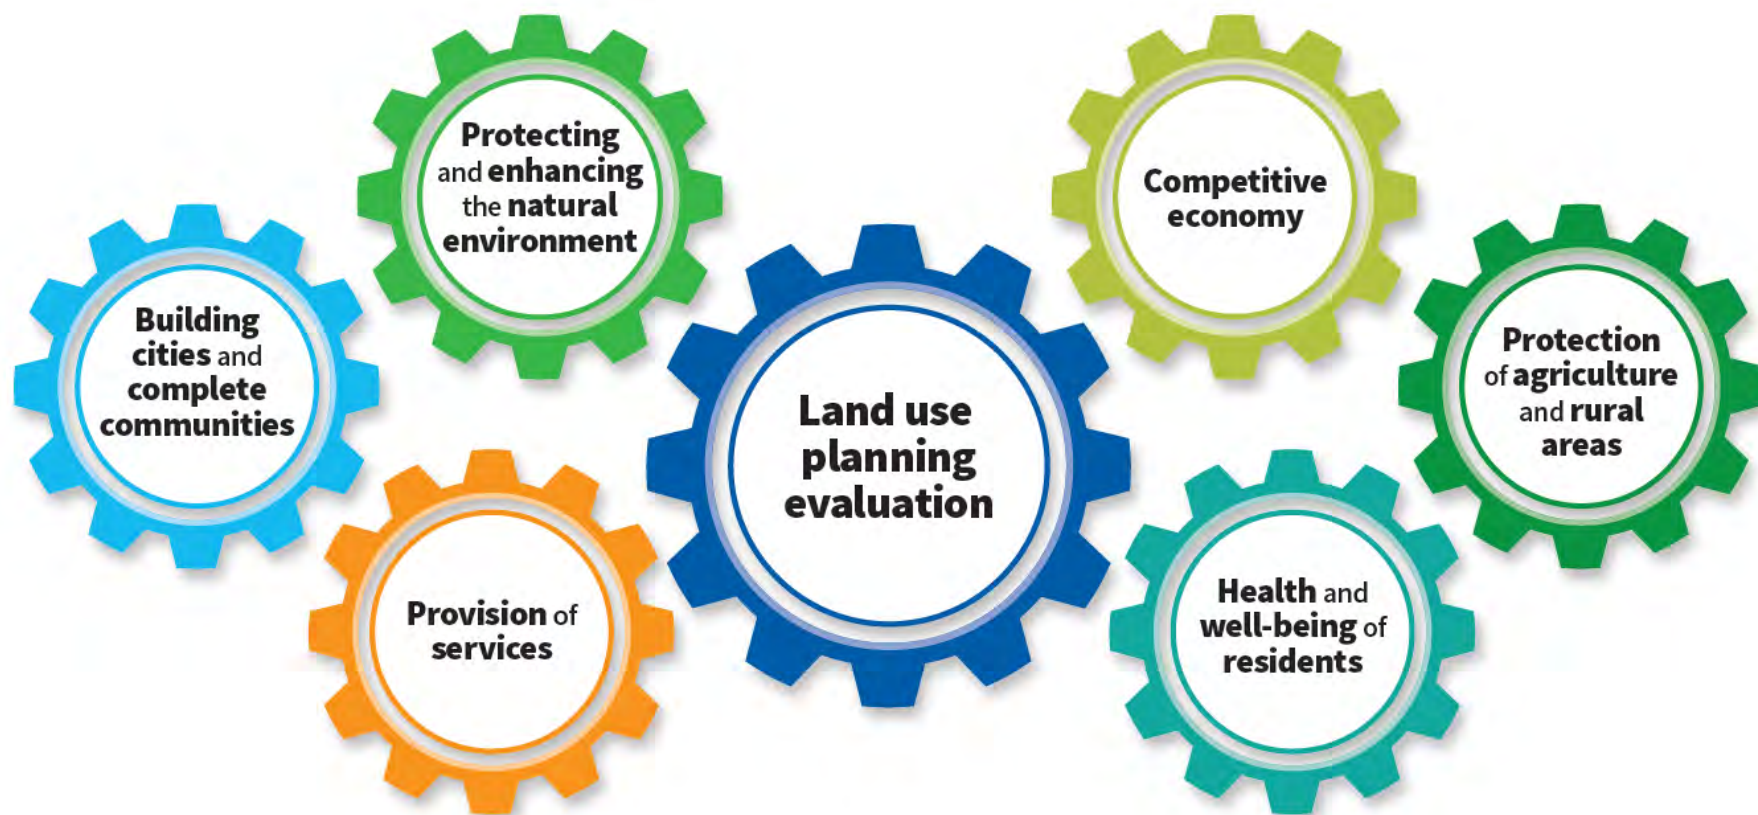 Protecting
and enhancing
the natural
environment
Competitive
economy
Building
cities and
complete
communities
Land use
planning
evaluation
Protection
of agriculture
and rural
areas
Provision of
services
Health and
well-being of
residents